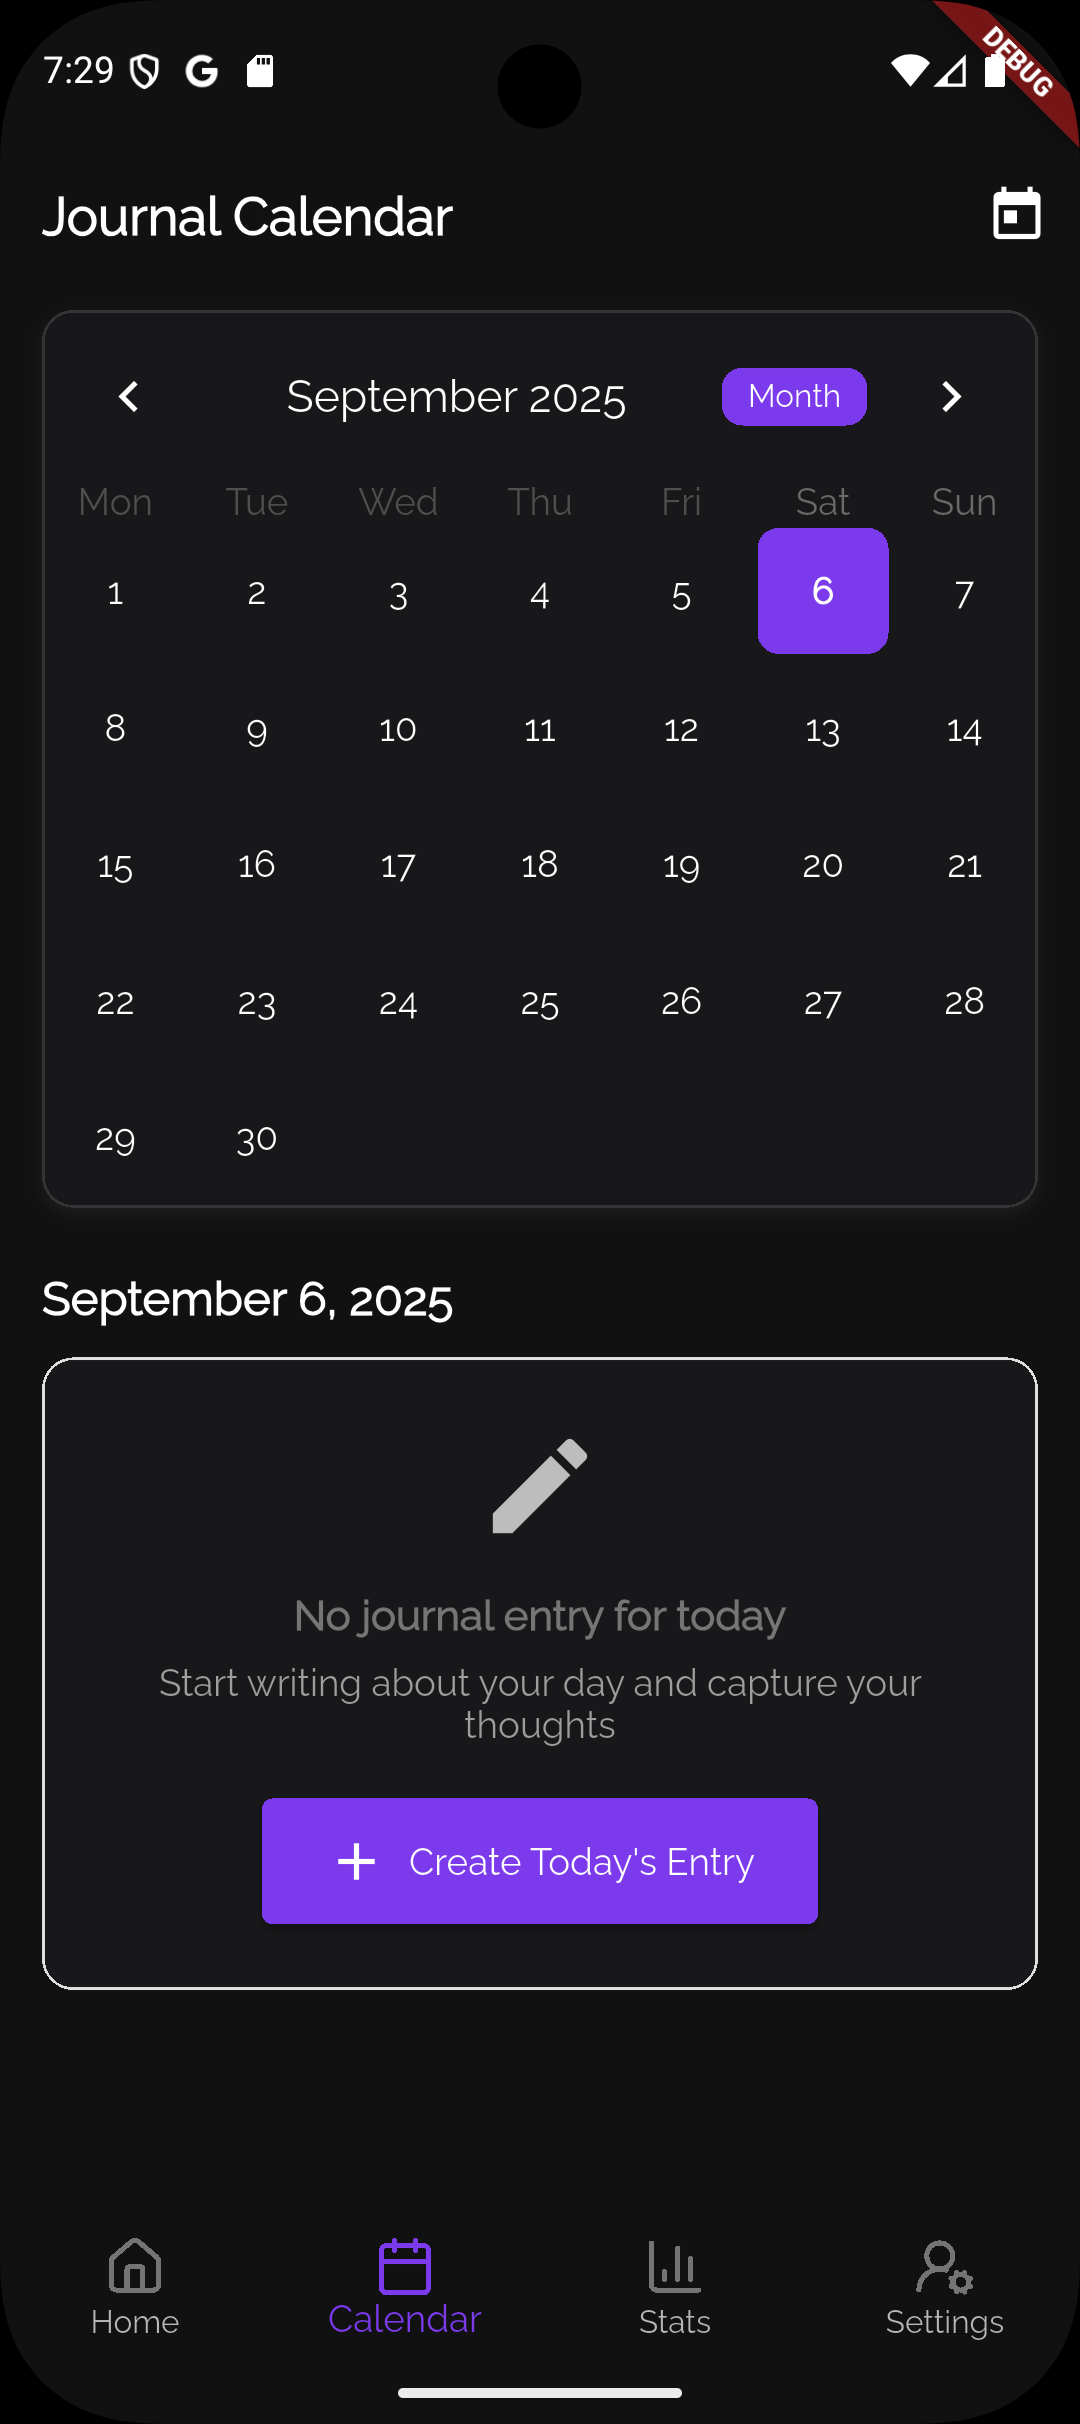 7:29
DEBUG
Journal Calendar
September 2025 Month
Mon Tue Wed Thu Fri Sat Sun
1 2 3 4 5 6 7
8 9 10 11 12 13 14
15 16 17 18 19 20 21
22 23 24 25 26 27 28
29 30
September 6, 2025
No journal entry for today
Start writing about your day and capture your
thoughts
Create Today's Entry
Home Calendar Stats Settings